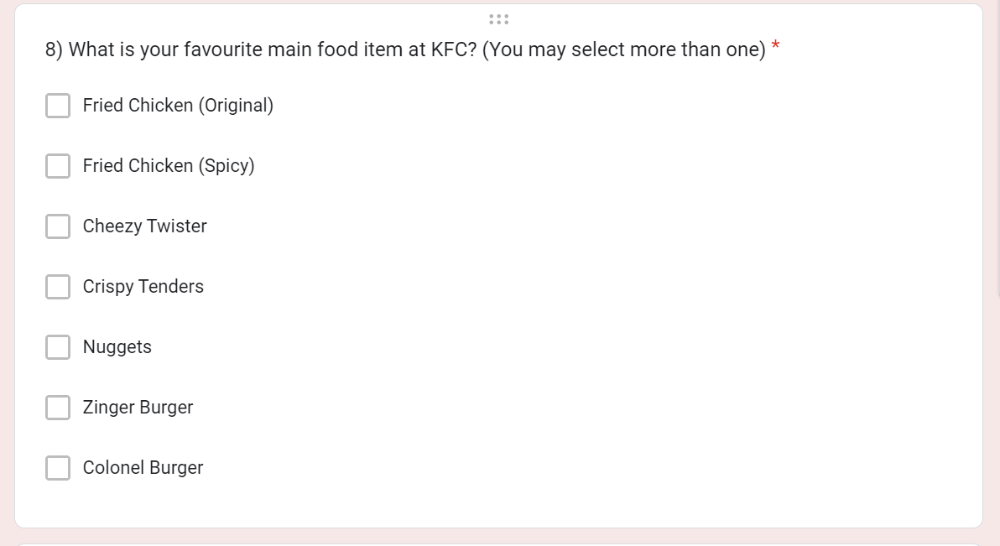 8) What is your favourite main food item at KFC? (You may select more than one) *
Fried Chicken (Original)
Fried Chicken (Spicy)
Cheezy Twister
Crispy Tenders
Nuggets
Zinger Burger
Colonel Burger